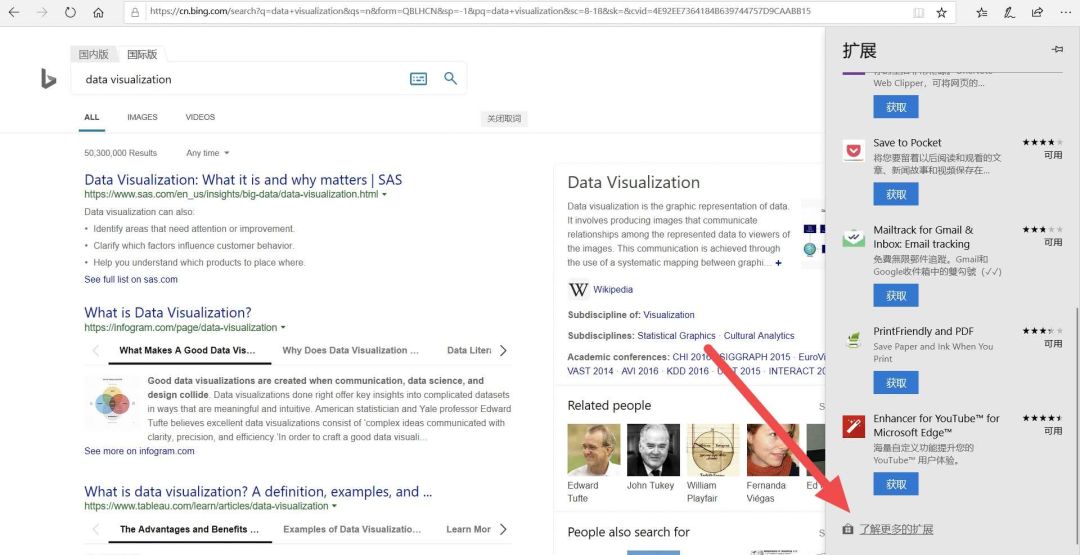 https://cn.bing.com/search?q=data+visualization&qs=n&form=QBLHCN&sp=-1&pq=data+visualization&sc=8-18&sk=&cvid=4E92EE7364184B639744757D9CAABB15
国内版 国际版
data visualization
ALL IMAGES VIDEOS
关闭取词
50,300,000 Results Any time
Data Visualization: What it is and why matters | SAS
https://www.sas.com/en_us/insights/big-data/data-visualization.html
Data visualization can also:
• Identify areas that need attention or improvement.
• Clarify which factors influence customer behavior.
• Help you understand which products to place where.
See full list on sas.com
What is Data Visualization?
https://infogram.com/page/data-visualization
What Makes A Good Data Vis... Why Does Data Visualization ... Data Litera
Good data visualizations are created when communication, data science, and
design collide. Data visualizations done right offer key insights into complicated datasets
in ways that are meaningful and intuitive. American statistician and Yale professor Edward
Tufte believes excellent data visualizations consist of 'complex ideas communicated with
clarity, precision, and efficiency.'In order to craft a good data visuali...
See more on infogram.com
What is data visualization? A definition, examples, and ...
https://www.tableau.com/learn/articles/data-visualization
The Advantages and Benefits ... Examples of Data Visualizatio... Learn Mor
Data Visualization
Data visualization is the graphic representation of data.
It involves producing images that communicate
relationships among the represented data to viewers of
the images. This communication is achieved through
the use of a systematic mapping between graphi... +
W Wikipedia
Subdiscipline of: Visualization
Subdisciplines: Statistical Graphics · Cultural Analytics
Academic conferences: CHI 2016 · SIGGRAPH 2015 · EuroVi
VAST 2014 · AVI 2016 · KDD 2016 · 2015 · INTERACT 20
Related people
Edward
Tufte
John Tukey
William
Playfair
Fernanda
Viégas
Ed
People also search for
扩展
Web Clipper，可将网页的...
获取
Save to Pocket
可用
将您要留着以后阅读和观看的文
章、新闻故事和视频保存在...
获取
Mailtrack for Gmail &
Inbox: Email tracking
可用
免費無限郵件追蹤。Gmail和
Google收件箱中的雙勾號（✓✓）
获取
PrintFriendly and PDF
可用
Save Paper and Ink When You
Print
获取
Enhancer for YouTube™ for
Microsoft Edge™
可用
海量自定义功能提升您的
YouTube™ 用户体验。
获取
了解更多的扩展